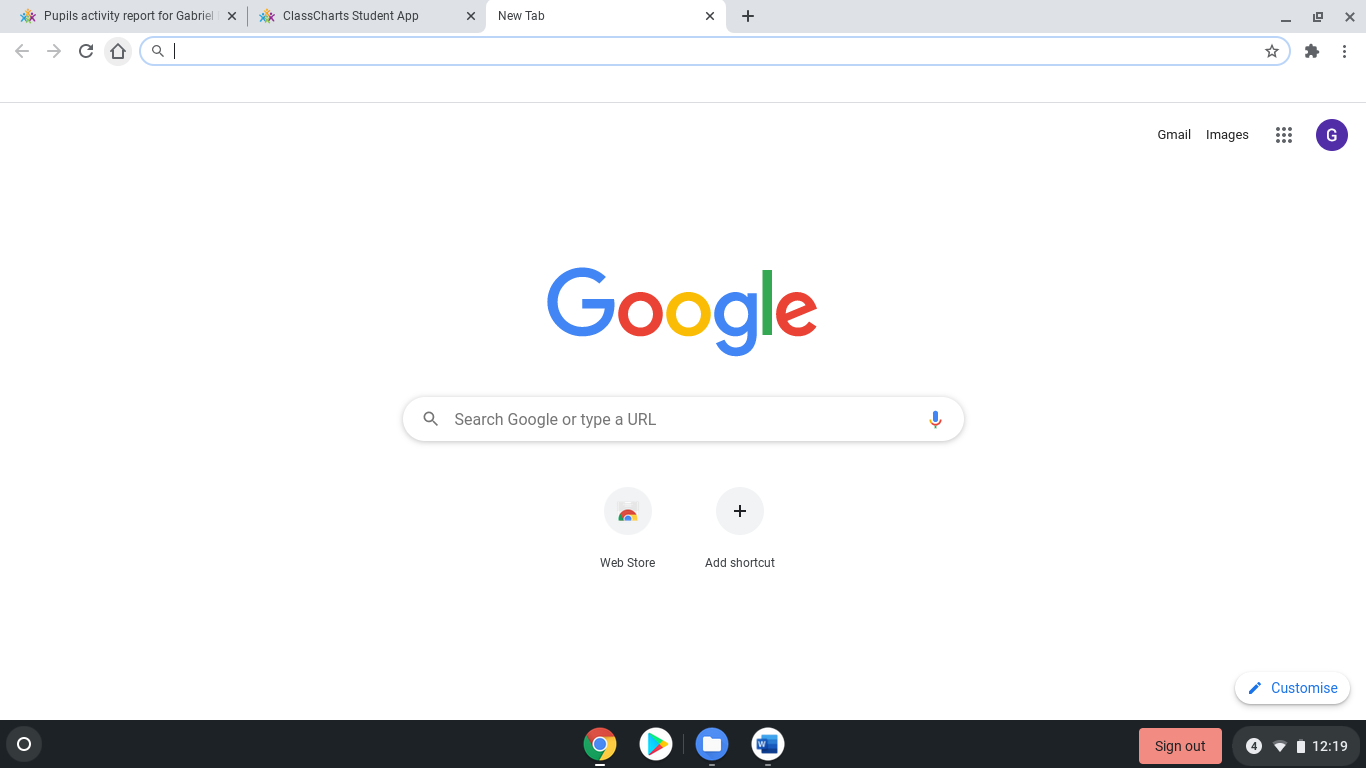 Pupils activity report for Gabriel
ClassCharts Student App
New Tab
Gmail
Images
G
Google
Search Google or type a URL
Web Store
Add shortcut
Customise
W
Sign out
4
12:19